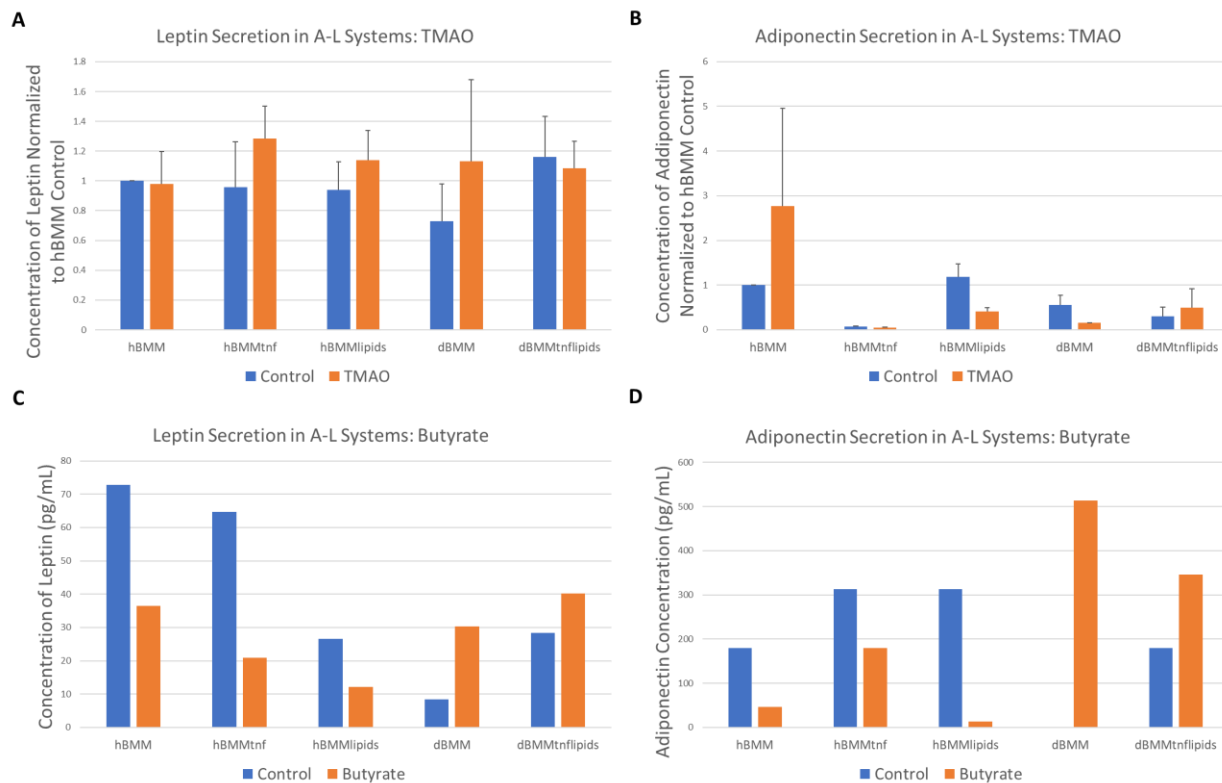 A
Leptin Secretion in A-L Systems: TMAO
Concentration of Leptin Normalized
to hBMM Control
1.8
1.6
1.4
1.2
1
0.8
0.6
0.4
0.2
0
hBMM
hBMMtnf
hBMMlipids
dBMM
dBMMtnflipids
Control
TMAO
B
Adiponectin Secretion in A-L Systems: TMAO
Concentration of Addiponectin
Normalized to hBMM Control
6
5
4
3
2
1
0
hBMM
hBMMtnf
hBMMlipids
dBMM
dBMMtnflipids
Control
TMAO
C
Leptin Secretion in A-L Systems: Butyrate
Concentration of Leptin (pg/mL)
80
70
60
50
40
30
20
10
0
hBMM
hBMMtnf
hBMMlipids
dBMM
dBMMtnflipids
Control
Butyrate
D
Adiponectin Secretion in A-L Systems: Butyrate
Adiponectin Concentration (pg/mL)
600
500
400
300
200
100
0
hBMM
hBMMtnf
hBMMlipids
dBMM
dBMMtnflipids
Control
Butyrate